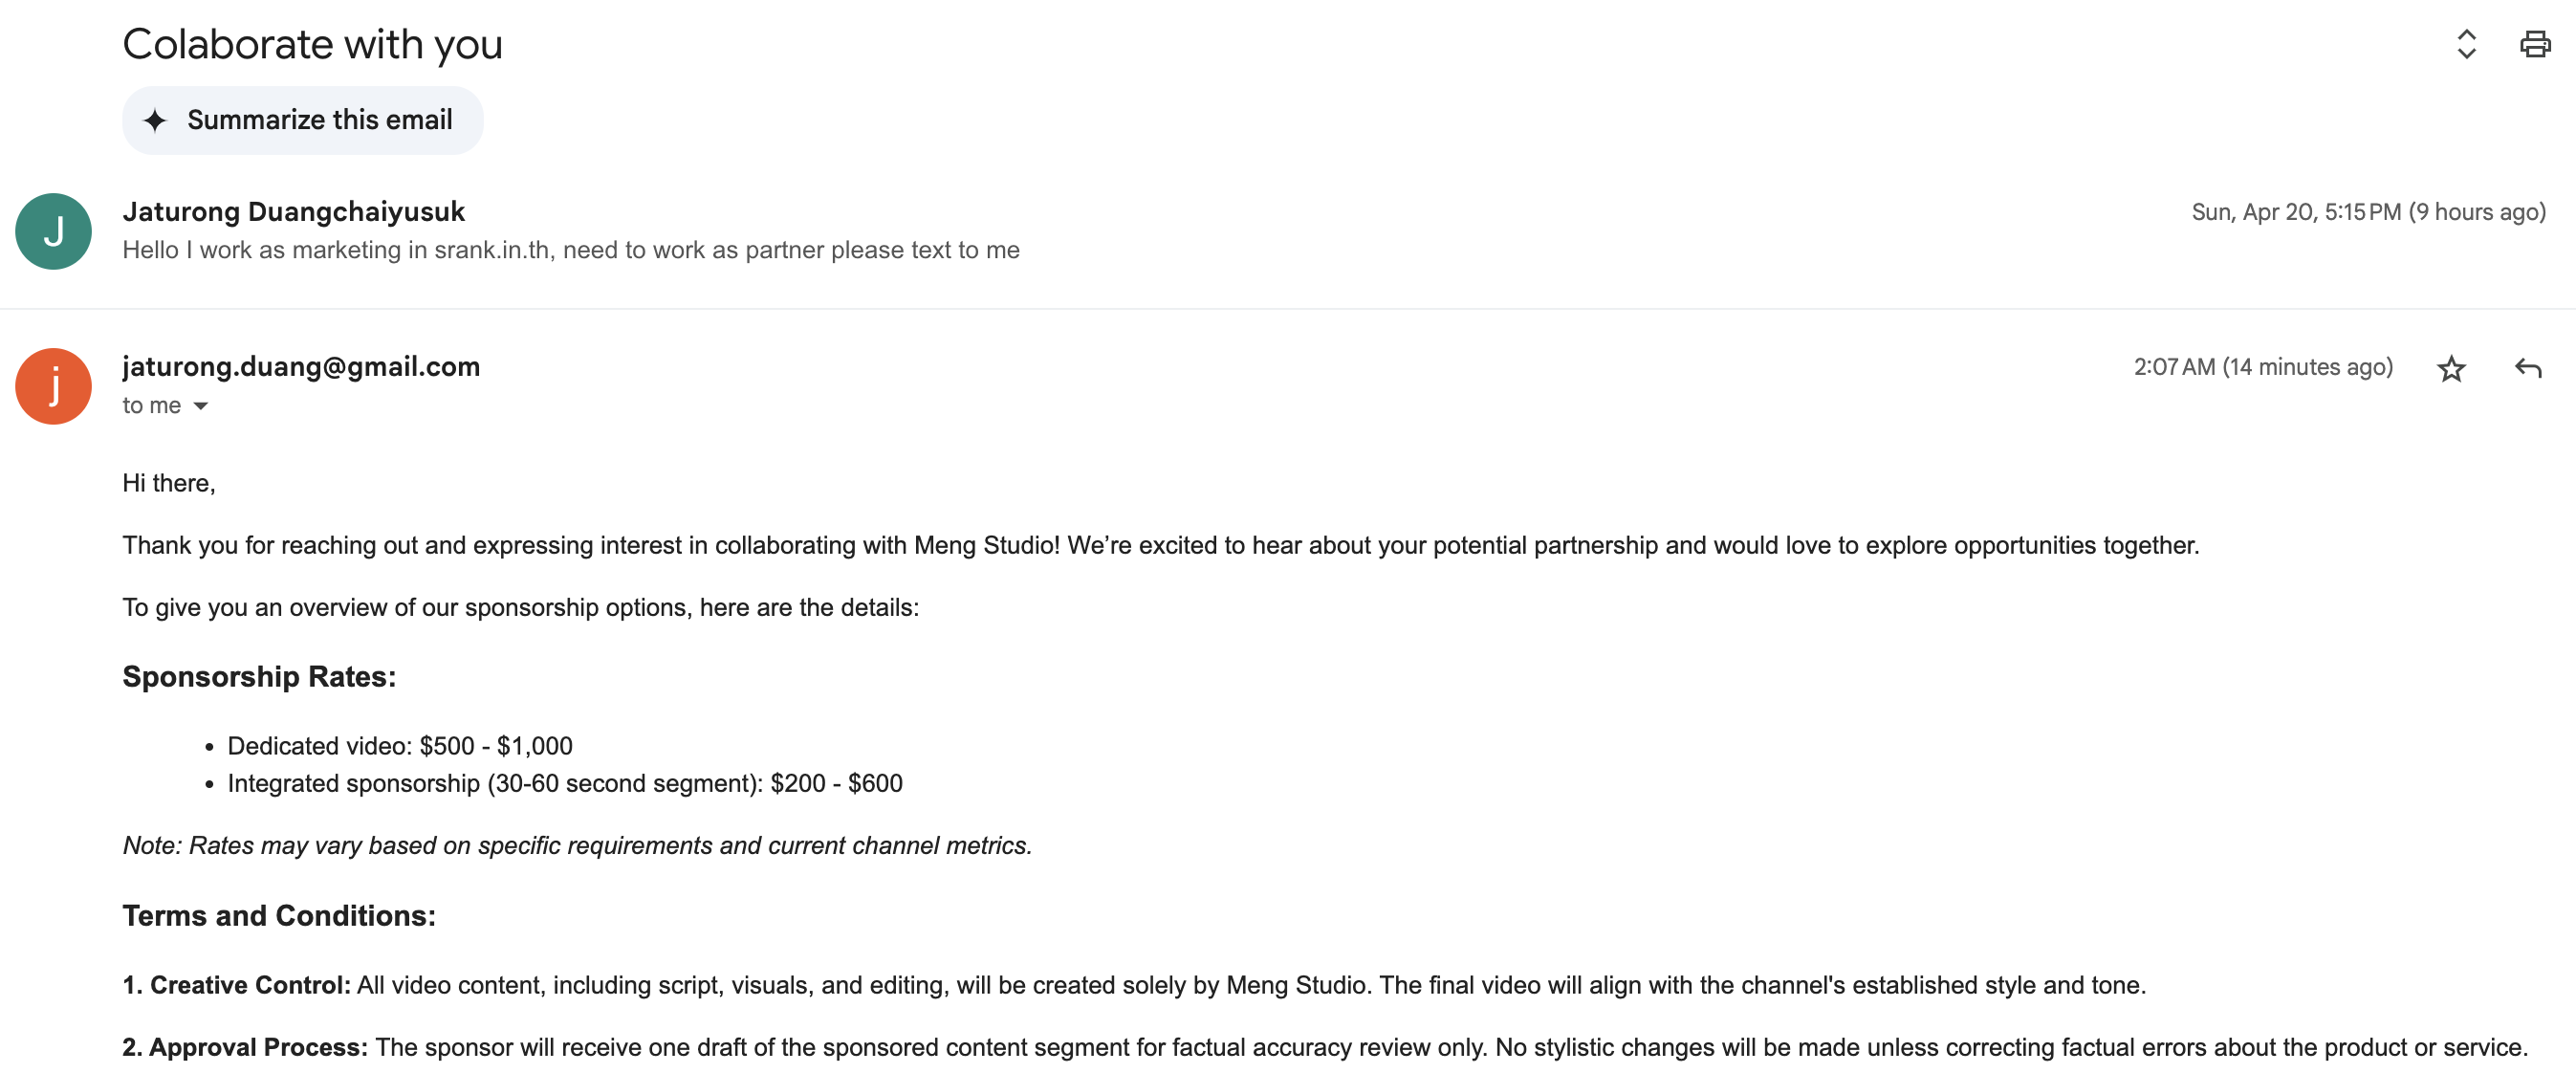 Colaborate with you
Summarize this email
J
Jaturong Duangchaiyusuk
Sun, Apr 20, 5:15 PM (9 hours ago)
Hello I work as marketing in srank.in.th, need to work as partner please text to me
j
jaturong.duang@gmail.com
2:07 AM (14 minutes ago)
to me
Hi there,
Thank you for reaching out and expressing interest in collaborating with Meng Studio! We’re excited to hear about your potential partnership and would love to explore opportunities together.
To give you an overview of our sponsorship options, here are the details:
Sponsorship Rates:
• Dedicated video: $500 - $1,000
• Integrated sponsorship (30-60 second segment): $200 - $600
Note: Rates may vary based on specific requirements and current channel metrics.
Terms and Conditions:
1. Creative Control: All video content, including script, visuals, and editing, will be created solely by Meng Studio. The final video will align with the channel's established style and tone.
2. Approval Process: The sponsor will receive one draft of the sponsored content segment for factual accuracy review only. No stylistic changes will be made unless correcting factual errors about the product or service.